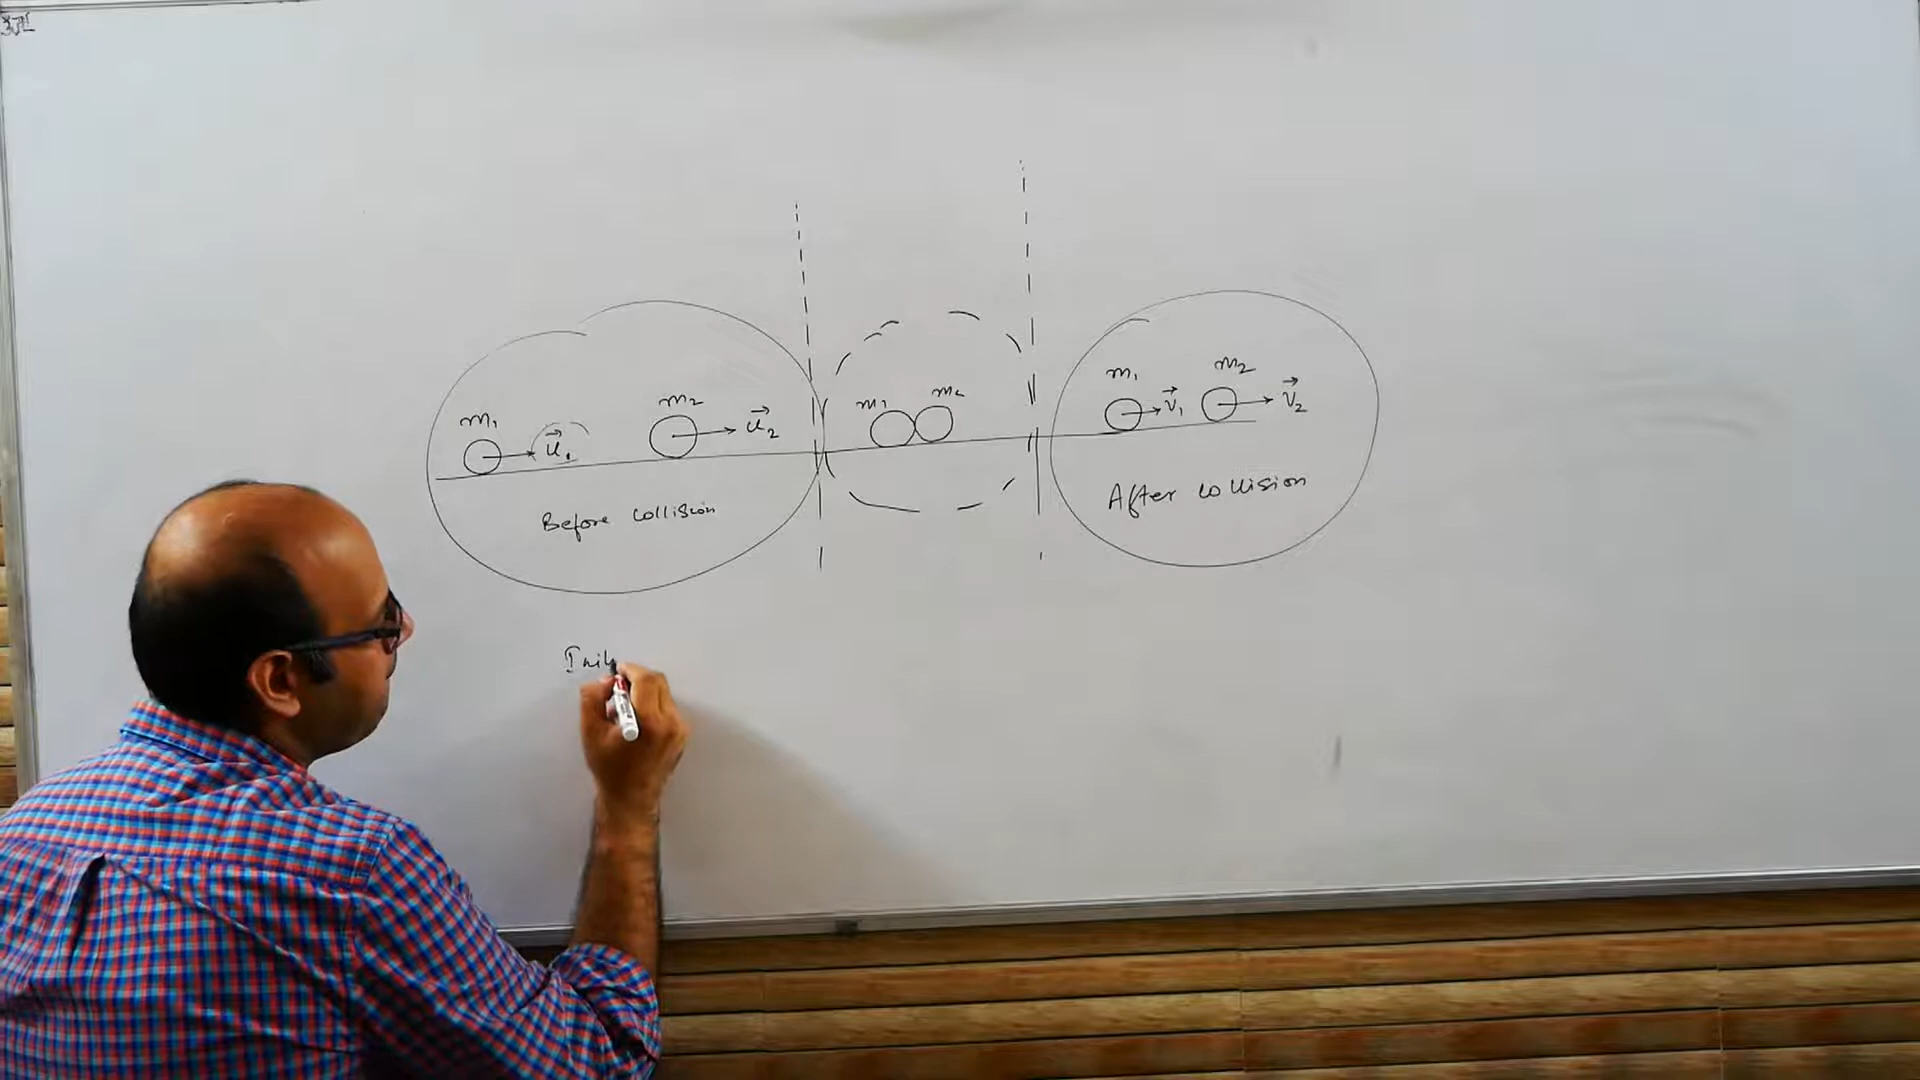 m₁
u⃗₁
m₂
u⃗₂
Before collision
m₁
m₂
m₁
v⃗₁
m₂
v⃗₂
After collision